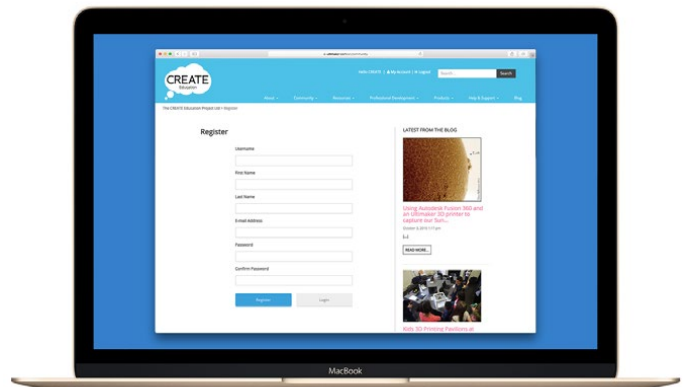 CREATE
Education
Hello CREATE | My Account | Logout
Search...
Search
About
Community
Resources
Professional Development
Products
Help & Support
Blog
The CREATE Education Project Ltd > Register
Register
Username
First Name
Last Name
E-mail Address
Password
Confirm Password
Register
Login
LATEST FROM THE BLOG
Using Autodesk Fusion 360 and
an Ultimaker 3D printer to
capture our Sun...
[...]
READ MORE...
Kids 3D Printing Pavilions at
MacBook